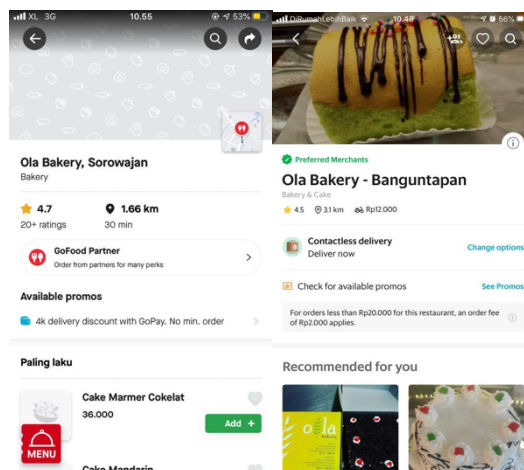 XL 3G
10.55
53%
Ola Bakery, Sorowajan
Bakery
4.7
1.66 km
20+ ratings
30 min
GoFood Partner
Order from partners for many perks
Available promos
4k delivery discount with GoPay. No min. order
Paling laku
Cake Marmer Cokelat
36.000
Add +
MENU
Cake Mandarin
DiRumahLebihBaik
10.46
56%
Preferred Merchants
Ola Bakery - Banguntapan
Bakery & Cake
4.5
3.1 km
Rp12.000
Contactless delivery
Deliver now
Change options
Check for available promos
See Promos
For orders less than Rp20.000 for this restaurant, an order fee
of Rp2.000 applies.
Recommended for you
ola